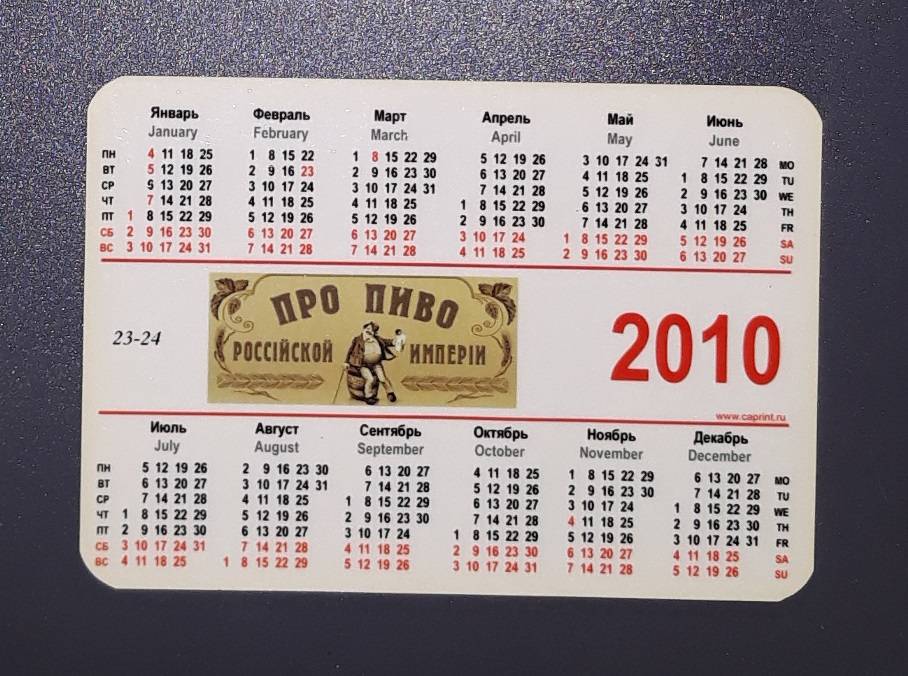 Январь Февраль Март Апрель Май Июнь
January February March April May June
ПН 4 11 18 25 1 8 15 22 1 8 15 22 29 5 12 19 26 3 10 17 24 31 7 14 21 28 MO
ВТ 5 12 19 26 2 9 16 23 2 9 16 23 30 6 13 20 27 4 11 18 25 1 8 15 22 29 TU
СР 6 13 20 27 3 10 17 24 3 10 17 24 31 7 14 21 28 5 12 19 26 2 9 16 23 30 WE
ЧТ 7 14 21 28 4 11 18 25 4 11 18 25 1 8 15 22 29 6 13 20 27 3 10 17 24 TH
ПТ 1 8 15 22 29 5 12 19 26 5 12 19 26 2 9 16 23 30 7 14 21 28 4 11 18 25 FR
СБ 2 9 16 23 30 6 13 20 27 6 13 20 27 3 10 17 24 1 8 15 22 29 5 12 19 26 SA
ВС 3 10 17 24 31 7 14 21 28 7 14 21 28 4 11 18 25 2 9 16 23 30 6 13 20 27 SU
23-24
ПРО ПИВО
РОССІЙСКОЙ ИМПЕРІИ
2010
www.caprint.ru
Июль Август Сентябрь Октябрь Ноябрь Декабрь
July August September October November December
ПН 5 12 19 26 2 9 16 23 30 6 13 20 27 4 11 18 25 1 8 15 22 29 6 13 20 27 MO
ВТ 6 13 20 27 3 10 17 24 31 7 14 21 28 5 12 19 26 2 9 16 23 30 7 14 21 28 TU
СР 7 14 21 28 4 11 18 25 1 8 15 22 29 6 13 20 27 3 10 17 24 1 8 15 22 29 WE
ЧТ 1 8 15 22 29 5 12 19 26 2 9 16 23 30 7 14 21 28 4 11 18 25 2 9 16 23 30 TH
ПТ 2 9 16 23 30 6 13 20 27 3 10 17 24 1 8 15 22 29 5 12 19 26 3 10 17 24 31 FR
СБ 3 10 17 24 31 7 14 21 28 4 11 18 25 2 9 16 23 30 6 13 20 27 4 11 18 25 SA
ВС 4 11 18 25 1 8 15 22 29 5 12 19 26 3 10 17 24 31 7 14 21 28 5 12 19 26 SU